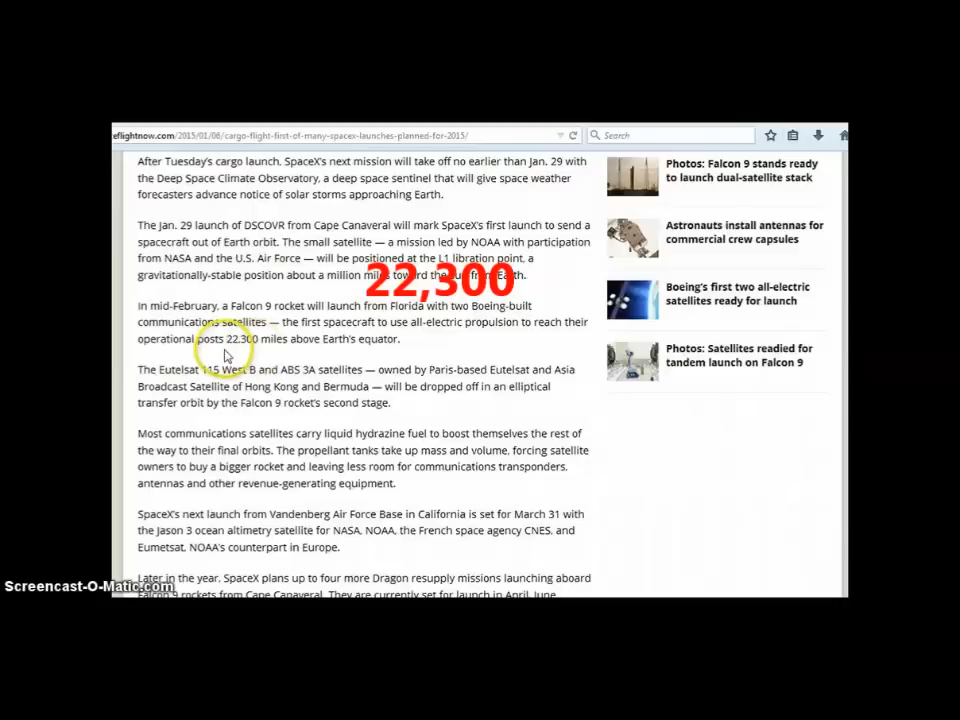 eflightnow.com/2015/01/06/cargo-flight-first-of-many-spacex-launches-planned-for-2015/
Search
After Tuesday's cargo launch, SpaceX's next mission will take off no earlier than Jan. 29 with
the Deep Space Climate Observatory, a deep space sentinel that will give space weather
forecasters advance notice of solar storms approaching Earth.
The Jan. 29 launch of DSCOVR from Cape Canaveral will mark SpaceX's first launch to send a
spacecraft out of Earth orbit. The small satellite — a mission led by NOAA with participation
from NASA and the U.S. Air Force — will be positioned at the L1 libration point, a
gravitationally-stable position about a million miles toward the sun from Earth.
22,300
In mid-February, a Falcon 9 rocket will launch from Florida with two Boeing-built
communications satellites — the first spacecraft to use all-electric propulsion to reach their
operational posts 22,300 miles above Earth's equator.
The Eutelsat 115 West B and ABS 3A satellites — owned by Paris-based Eutelsat and Asia
Broadcast Satellite of Hong Kong and Bermuda — will be dropped off in an elliptical
transfer orbit by the Falcon 9 rocket's second stage.
Most communications satellites carry liquid hydrazine fuel to boost themselves the rest of
the way to their final orbits. The propellant tanks take up mass and volume, forcing satellite
owners to buy a bigger rocket and leaving less room for communications transponders,
antennas and other revenue-generating equipment.
SpaceX's next launch from Vandenberg Air Force Base in California is set for March 31 with
the Jason 3 ocean altimetry satellite for NASA, NOAA, the French space agency CNES, and
Eumetsat, NOAA's counterpart in Europe.
Later in the year, SpaceX plans up to four more Dragon resupply missions launching aboard
Falcon 9 rockets from Cape Canaveral. They are currently set for launch in April, June,
Photos: Falcon 9 stands ready
to launch dual-satellite stack
Astronauts install antennas for
commercial crew capsules
Boeing's first two all-electric
satellites ready for launch
Photos: Satellites readied for
tandem launch on Falcon 9
Screencast-O-Matic.com